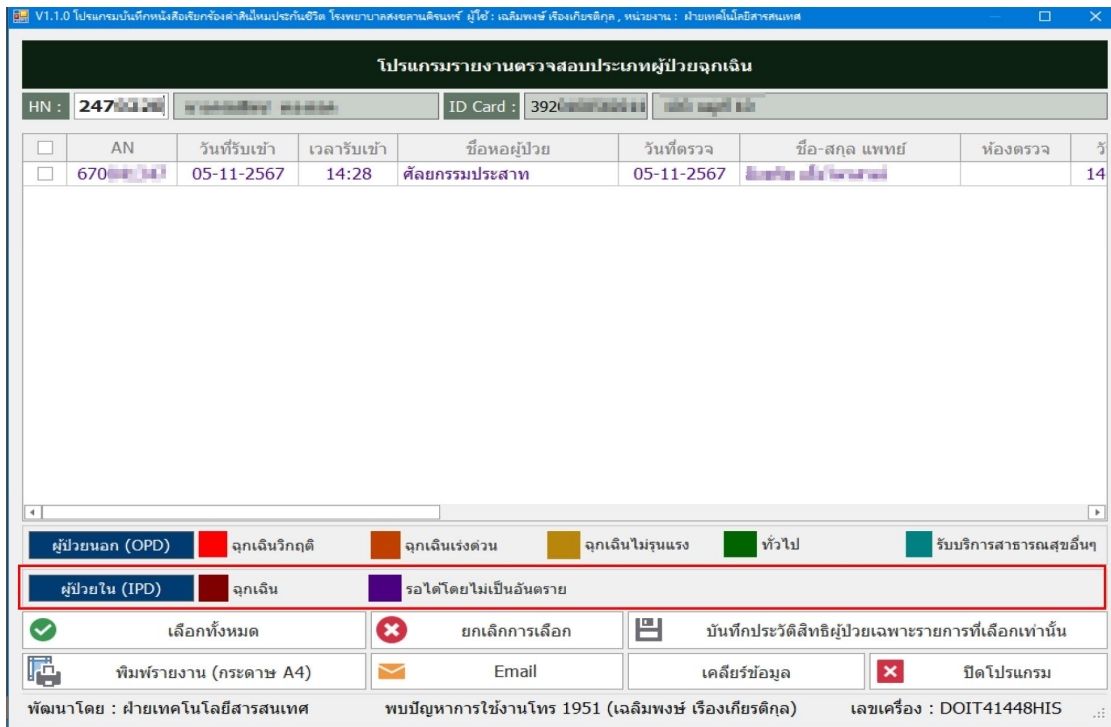 V1.1.0 โปรแกรมบันทึกหนังสือเรียกร้องค่าสินไหมประกันชีวิต โรงพยาบาลสงขลานครินทร์ ผู้ใช้ : เฉลิมพงษ์ เรืองเกียรติกุล , หน่วยงาน : ฝ่ายเทคโนโลยีสารสนเทศ
โปรแกรมรายงานตรวจสอบประเภทผู้ป่วยฉุกเฉิน
HN : 247 ID Card : 392
AN วันที่รับเข้า เวลารับเข้า ชื่อหอผู้ป่วย วันที่ตรวจ ชื่อ-สกุล แพทย์ ห้องตรวจ
670 05-11-2567 14:28 ศัลยกรรมประสาท 05-11-2567 14
ผู้ป่วยนอก (OPD) ฉุกเฉินวิกฤติ ฉุกเฉินเร่งด่วน ฉุกเฉินไม่รุนแรง ทั่วไป รับบริการสาธารณสุขอื่นๆ
ผู้ป่วยใน (IPD) ฉุกเฉิน รอได้โดยไม่เป็นอันตราย
เลือกทั้งหมด ยกเลิกการเลือก บันทึกประวัติสิทธิผู้ป่วยเฉพาะรายการที่เลือกเท่านั้น
พิมพ์รายงาน (กระดาษ A4) Email เคลียร์ข้อมูล ปิดโปรแกรม
พัฒนาโดย : ฝ่ายเทคโนโลยีสารสนเทศ พบปัญหาการใช้งานโทร 1951 (เฉลิมพงษ์ เรืองเกียรติกุล) เลขเครื่อง : DOIT41448HIS